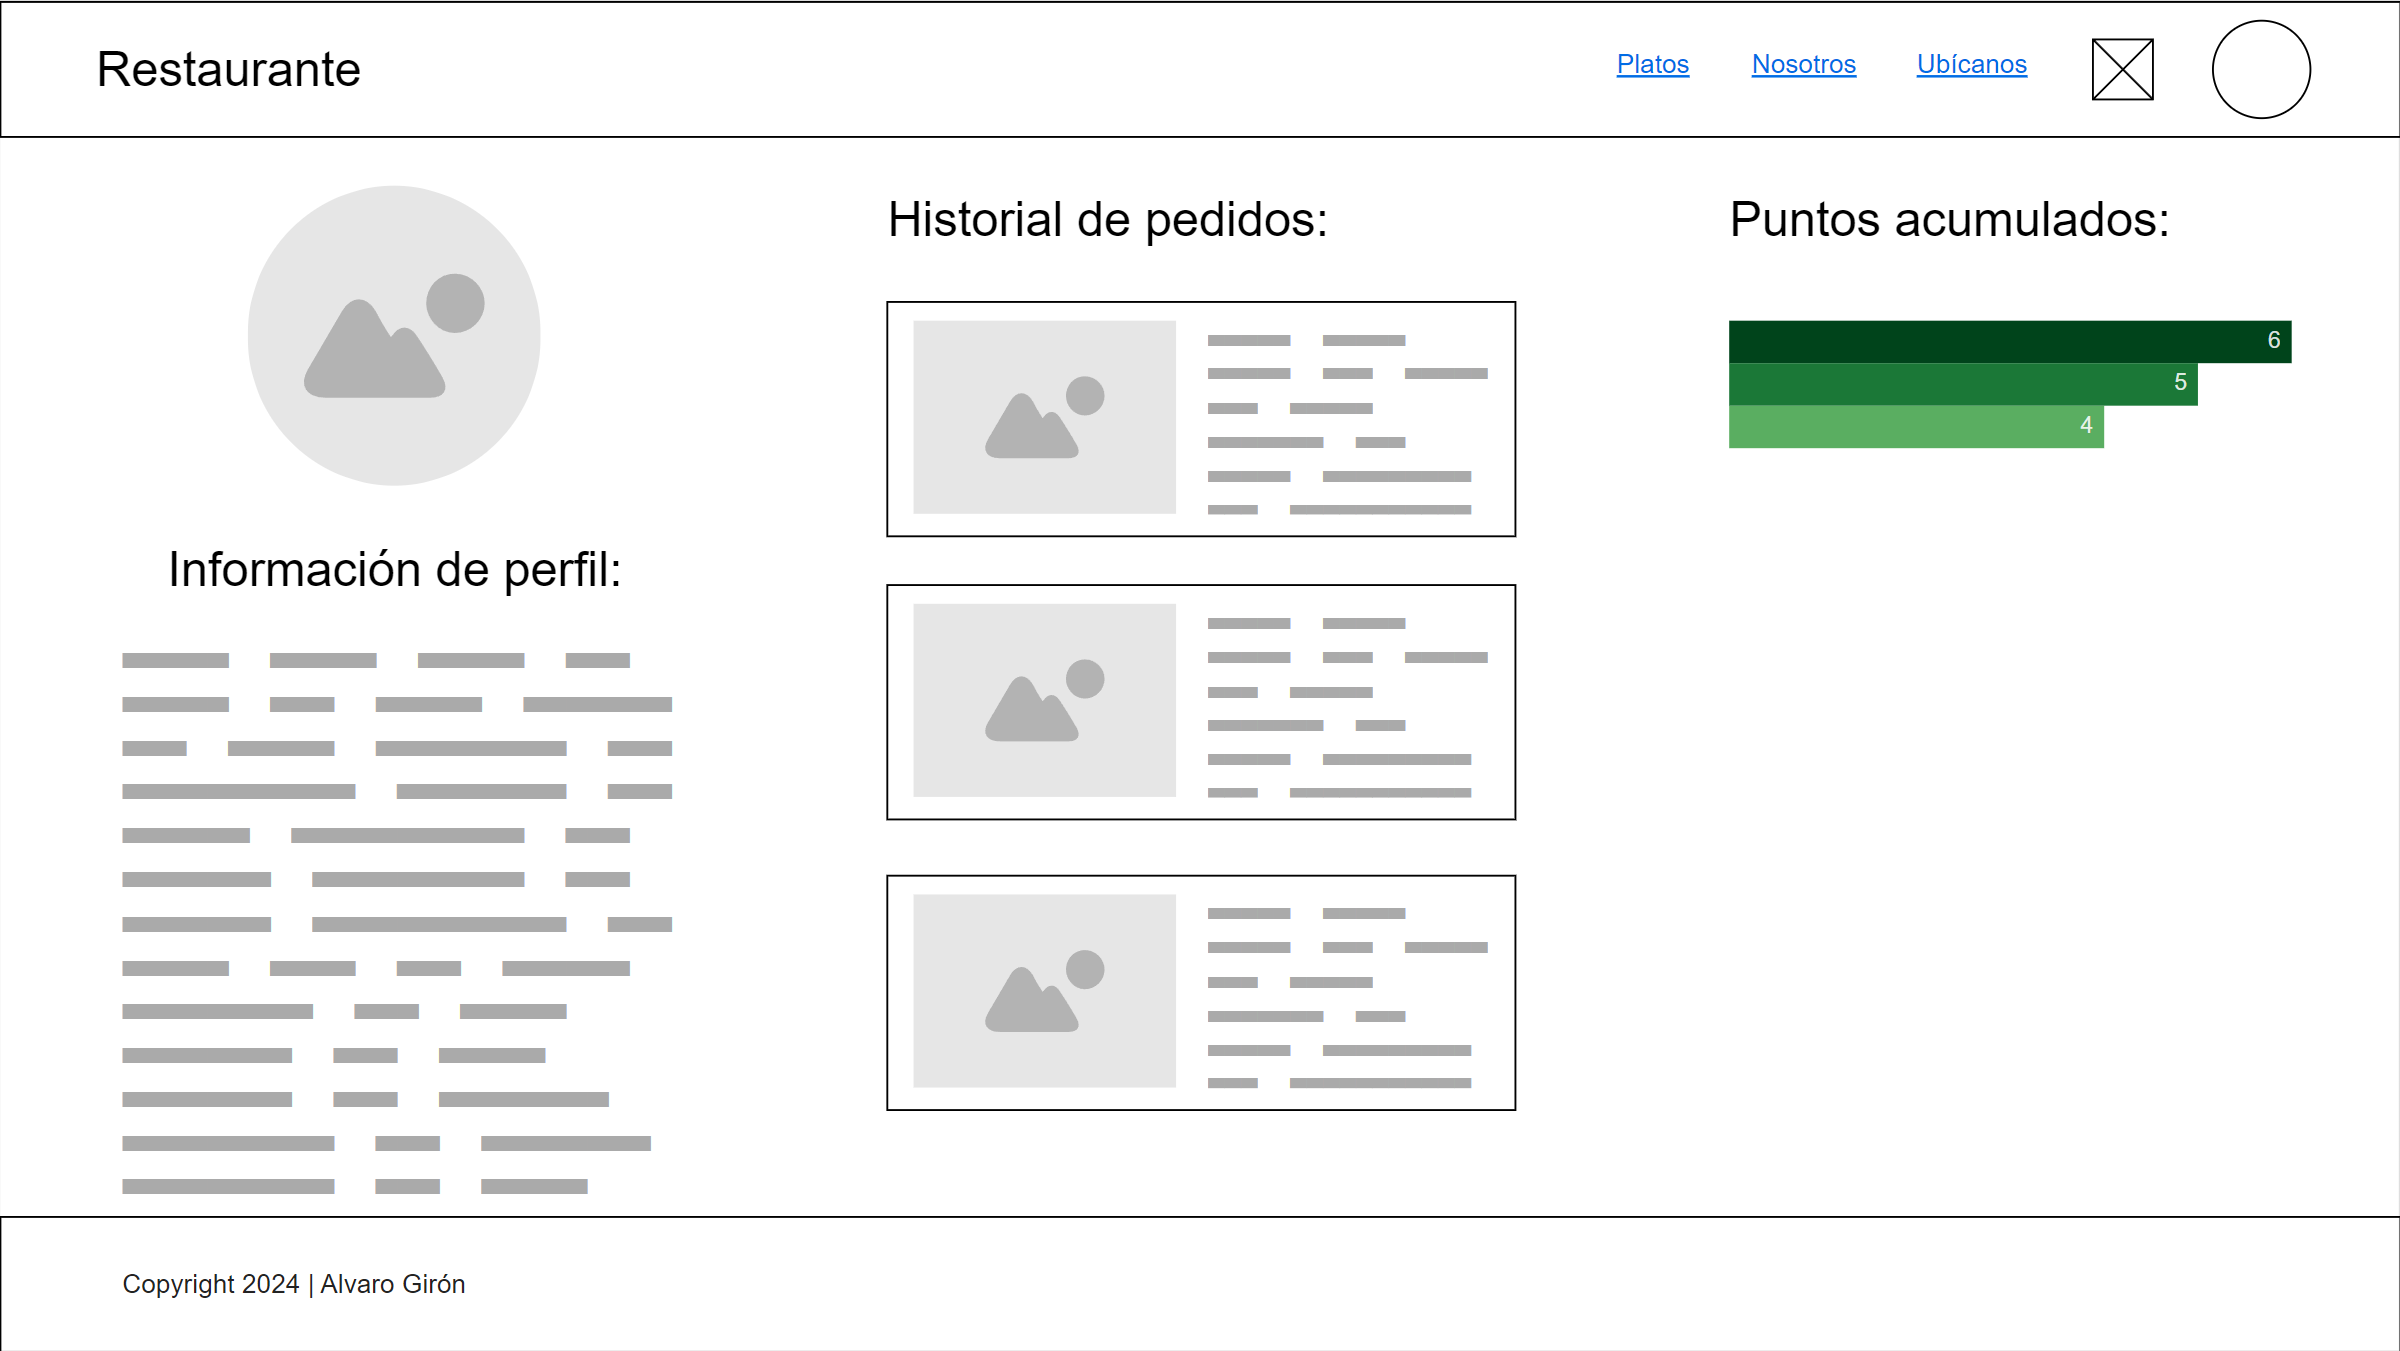 Restaurante
Platos
Nosotros
Ubícanos
Información de perfil:
Historial de pedidos:
Puntos acumulados:
6
5
4
Copyright 2024 | Alvaro Girón